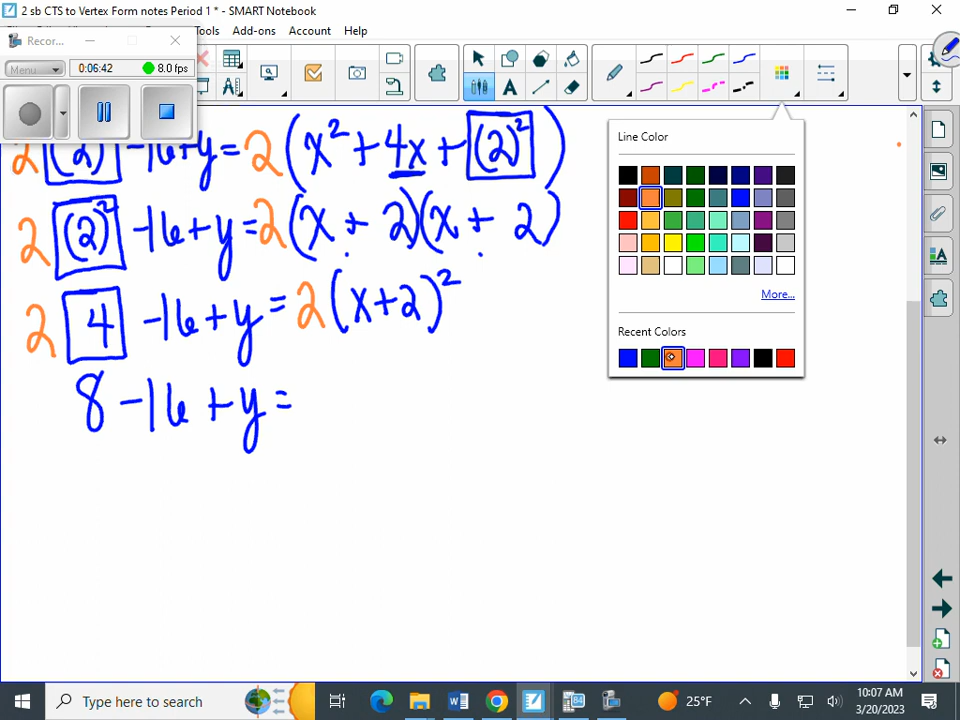 2 sb CTS to Vertex Form notes Period 1 * - SMART Notebook
Tools Add-ons Account Help
Recor...
Menu 0:06:42 8.0 fps
A
Line Color
More...
Recent Colors
2 (2)² -16+y= 2(x² + 4x + (2)²)
2 (2)² -16+y= 2(x + 2)(x + 2)
2 4 -16+y= 2(x+2)²
8 -16+y=
Type here to search
25°F
10:07 AM
3/20/2023